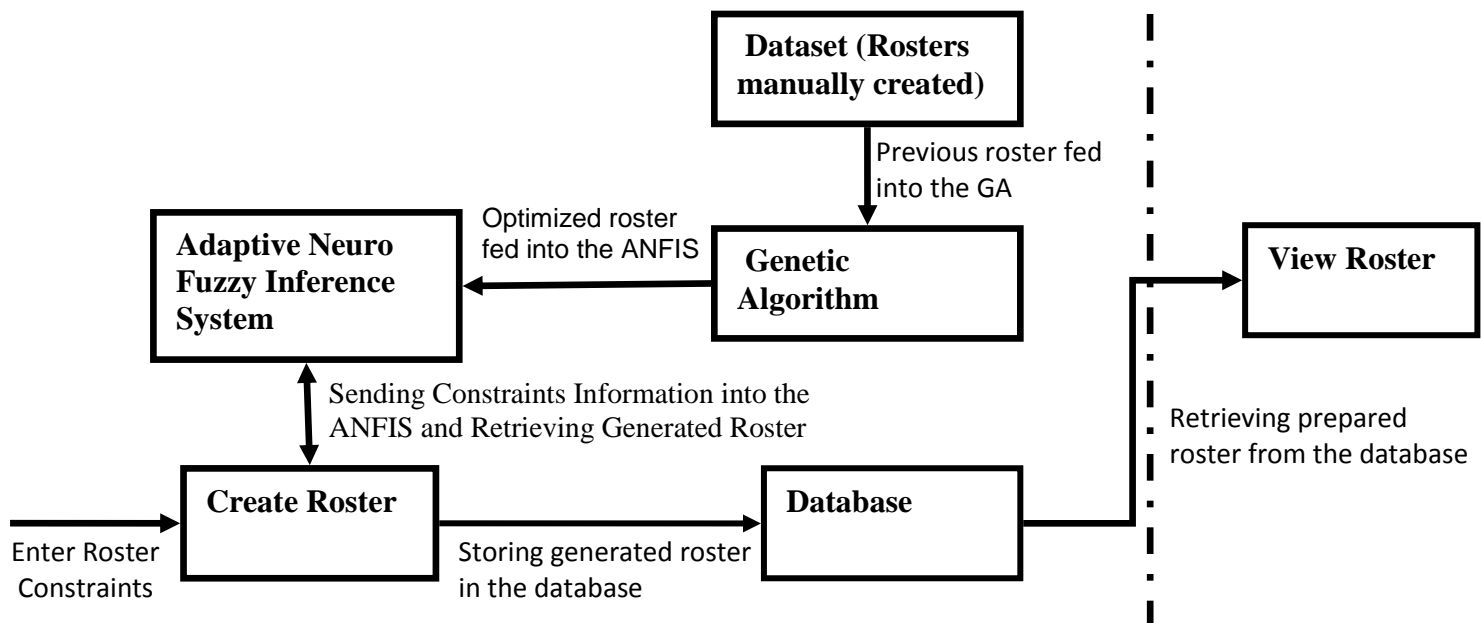 Dataset (Rosters
manually created)
Previous roster fed
into the GA
Optimized roster
fed into the ANFIS
Adaptive Neuro
Fuzzy Inference
System
Genetic
Algorithm
View Roster
Sending Constraints Information into the
ANFIS and Retrieving Generated Roster
Retrieving prepared
roster from the database
Create Roster
Database
Enter Roster
Constraints
Storing generated roster
in the database